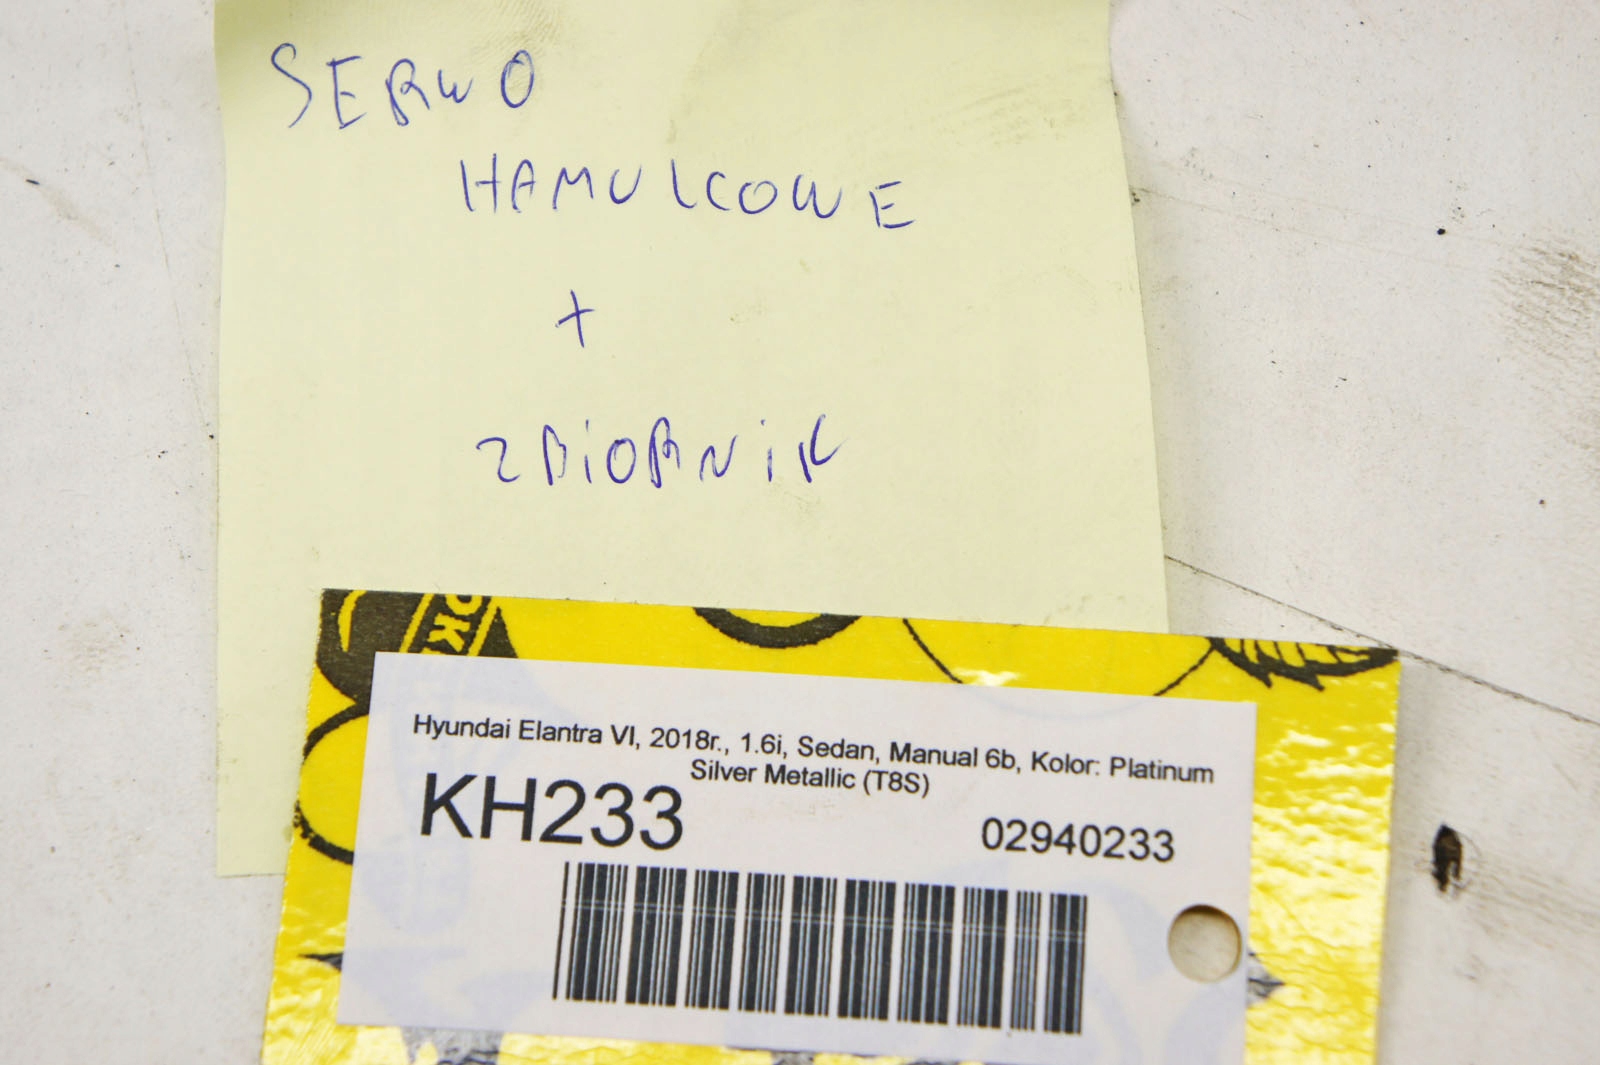 SERWO
HAMULCOWE
+
ZBiORNiK
Hyundai Elantra VI, 2018r., 1.6i, Sedan, Manual 6b, Kolor: Platinum
Silver Metallic (T8S)
KH233
02940233